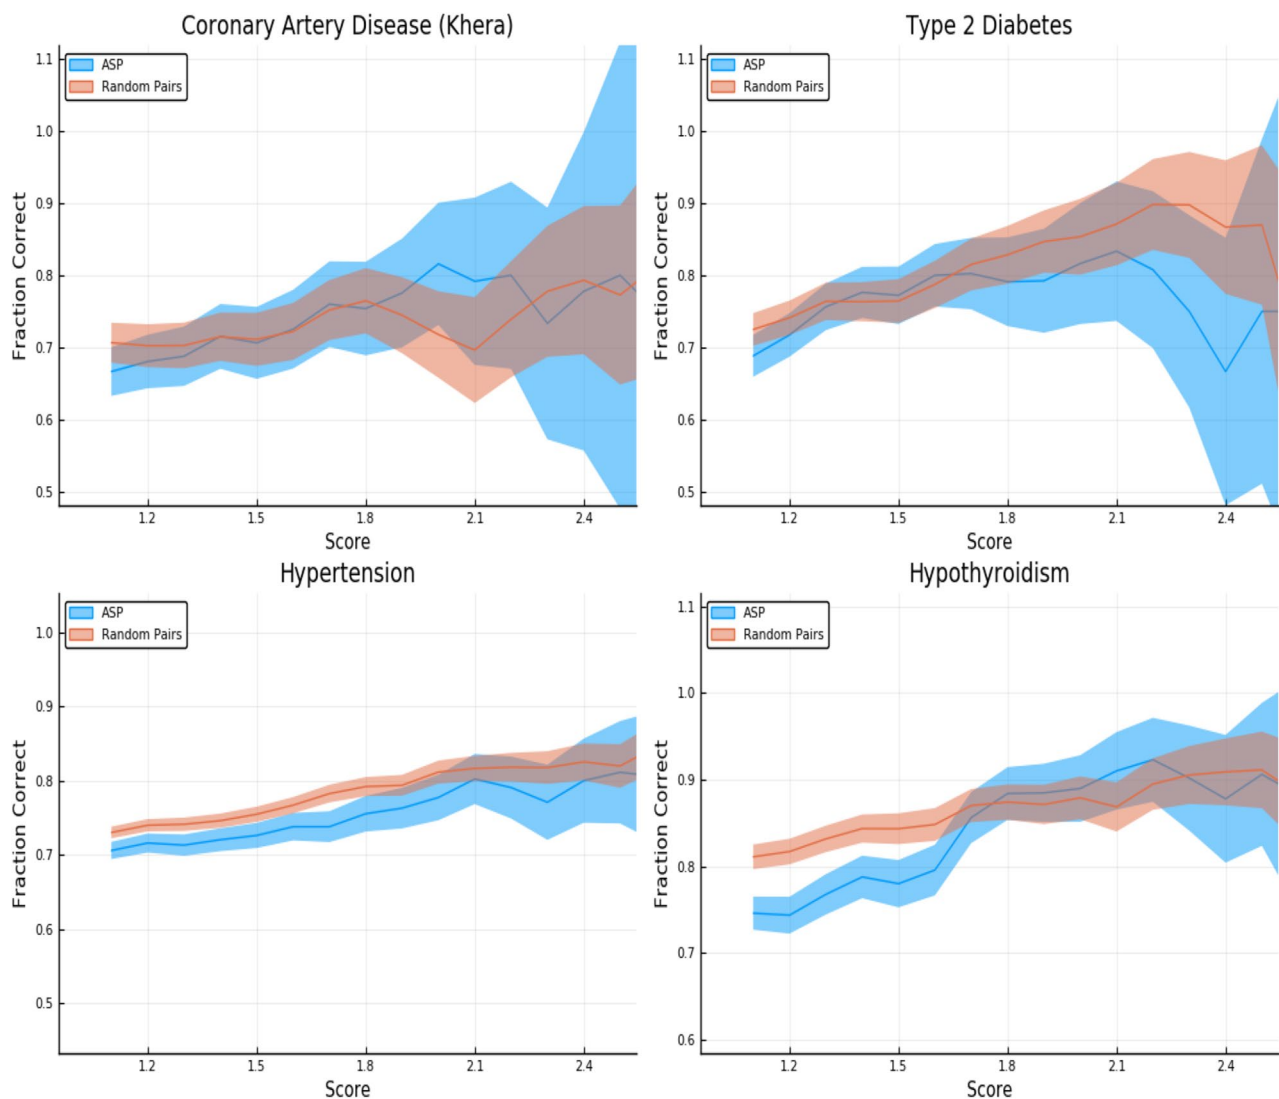 Coronary Artery Disease (Khera)
ASP
Random Pairs
Fraction Correct
1.1
1.0
0.9
0.8
0.7
0.6
0.5
1.2 1.5 1.8 2.1 2.4
Score
Type 2 Diabetes
ASP
Random Pairs
Fraction Correct
1.1
1.0
0.9
0.8
0.7
0.6
0.5
1.2 1.5 1.8 2.1 2.4
Score
Hypertension
ASP
Random Pairs
Fraction Correct
1.0
0.9
0.8
0.7
0.6
0.5
1.2 1.5 1.8 2.1 2.4
Score
Hypothyroidism
ASP
Random Pairs
Fraction Correct
1.1
1.0
0.9
0.8
0.7
0.6
1.2 1.5 1.8 2.1 2.4
Score